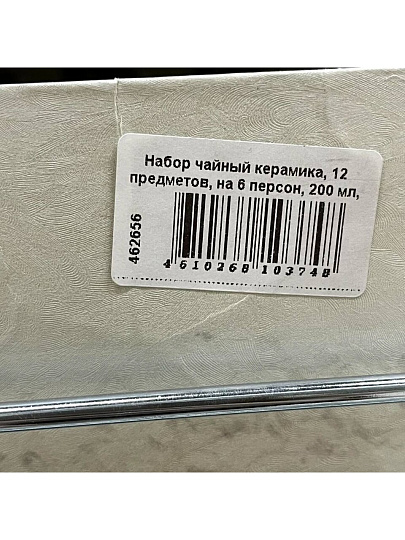 Набор чайный керамика, 12
предметов, на 6 персон, 200 мл,
462656
4610268103748